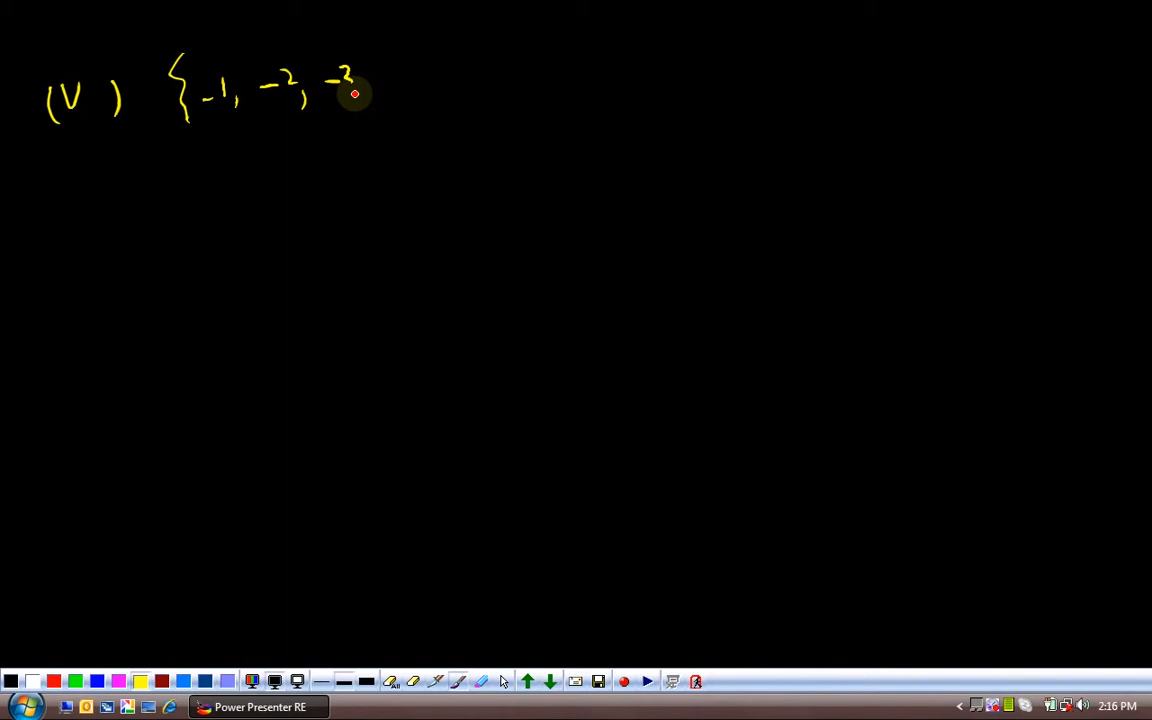 (V) {-1, -2, -3
Power Presenter RE
2:16 PM